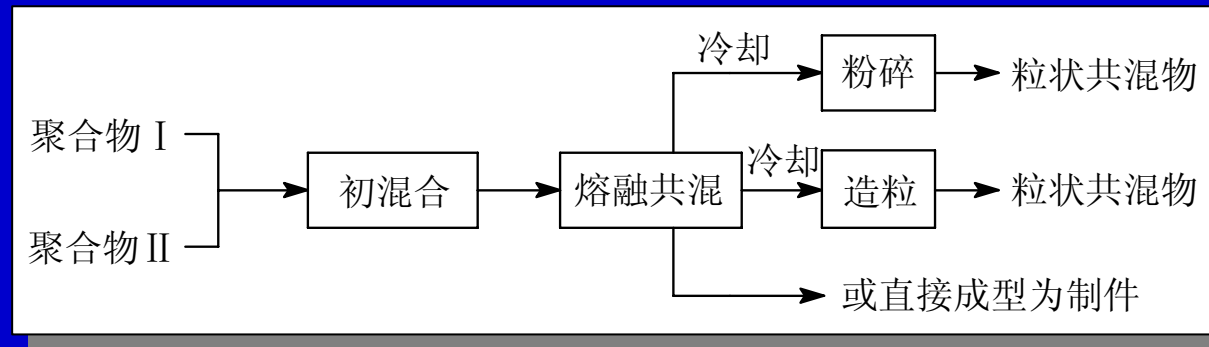 冷却
粉碎
粒状共混物
聚合物Ⅰ
初混合
熔融共混
冷却
造粒
粒状共混物
聚合物Ⅱ
或直接成型为制件